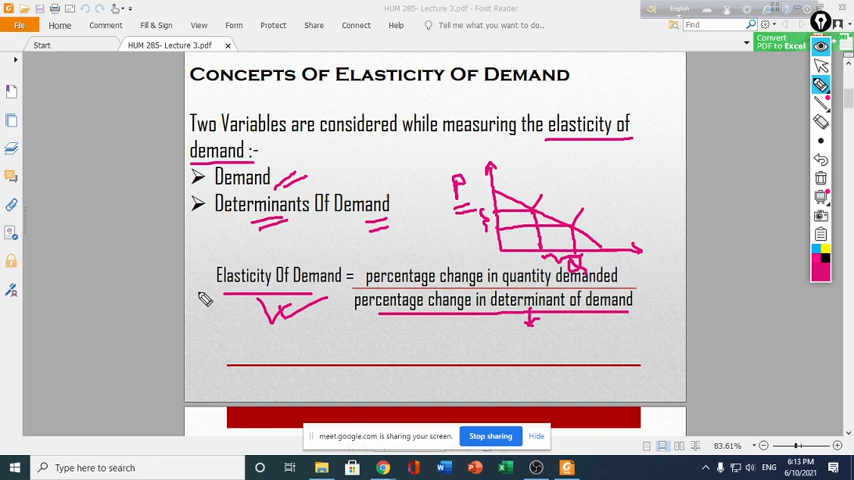 HUM 285- Lecture 3.pdf - Foxit Reader
English
File
Home
Comment
Fill & Sign
View
Form
Protect
Share
Connect
Help
Tell me what you want to do...
Find
Start
HUM 285- Lecture 3.pdf
Convert
PDF to Excel
CONCEPTS OF ELASTICITY OF DEMAND
Two Variables are considered while measuring the elasticity of
demand :-
➢ Demand
➢ Determinants Of Demand
P
Elasticity Of Demand = percentage change in quantity demanded
percentage change in determinant of demand
meet.google.com is sharing your screen.
Stop sharing
Hide
83.61%
Type here to search
ENG
6:13 PM
6/10/2021